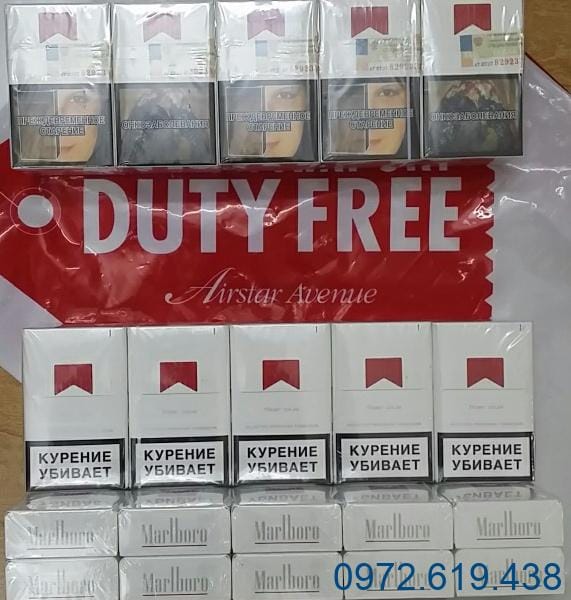 ПРЕЖДЕВРЕМЕННОЕ
СТАРЕНИЕ
ОНКОЗАБОЛЕВАНИЯ
ПРЕЖДЕВРЕМЕННОЕ
СТАРЕНИЕ
ПРЕЖДЕВРЕМЕННОЕ
СТАРЕНИЕ
ОНКОЗАБОЛЕВАНИЯ
DUTY FREE
Airstar Avenue
КУРЕНИЕ
УБИВАЕТ
КУРЕНИЕ
УБИВАЕТ
КУРЕНИЕ
УБИВАЕТ
КУРЕНИЕ
УБИВАЕТ
КУРЕНИЕ
УБИВАЕТ
Marlboro Marlboro Marlboro Marlboro Marlboro
Marlboro Marlboro Marlboro Marlboro Marlboro
0972.619.438